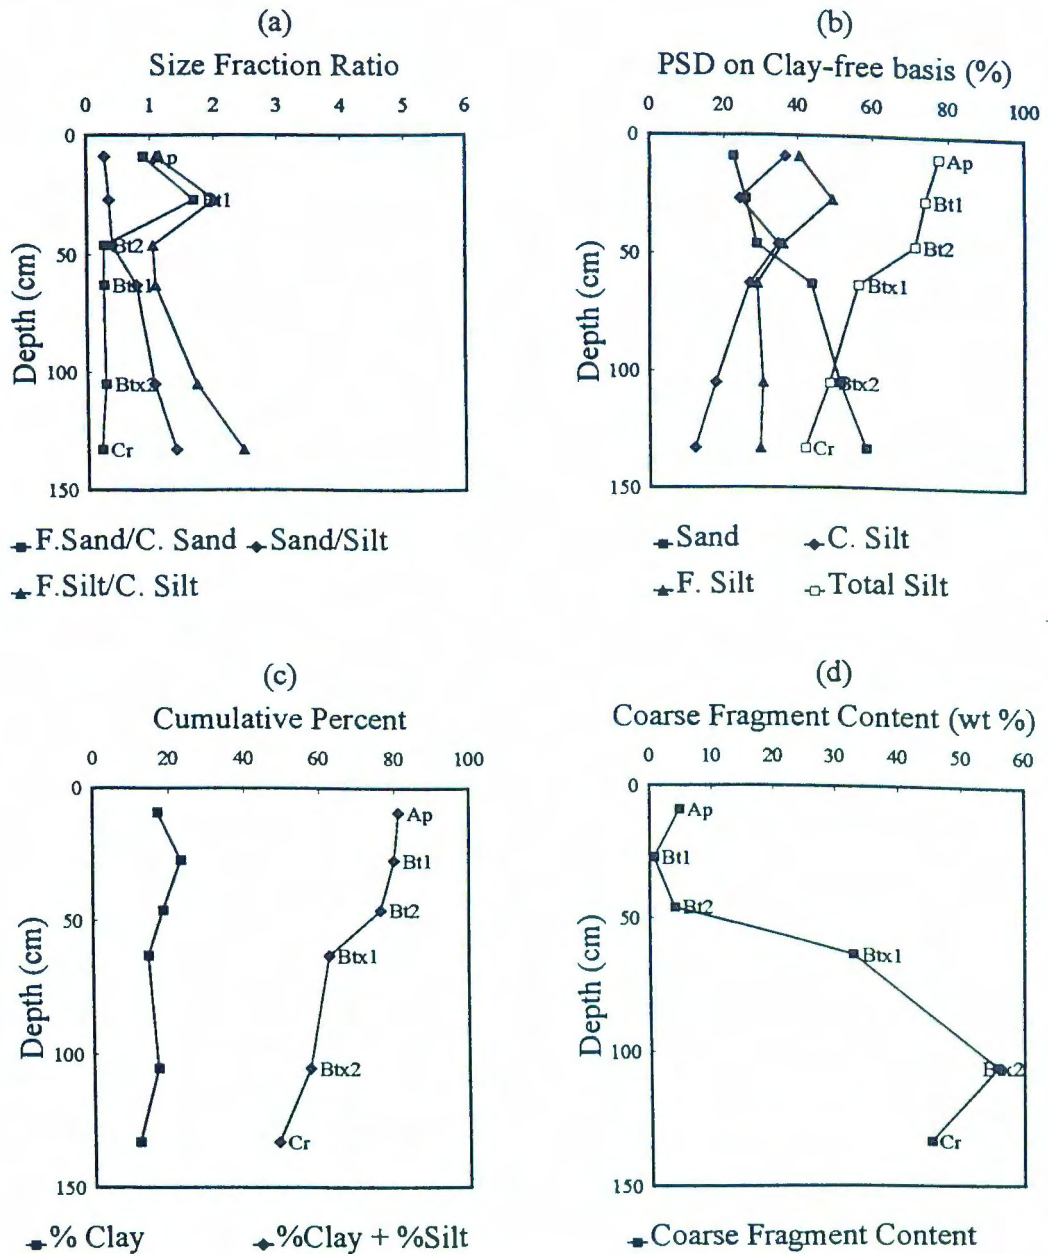 (a)
Size Fraction Ratio
0 1 2 3 4 5 6
0
50
100
150
Depth (cm)
Ap
Bt1
Bt2
Btx1
Btx2
Cr
F.Sand/C. Sand Sand/Silt
F.Silt/C. Silt
(b)
PSD on Clay-free basis (%)
0 20 40 60 80 100
0
50
100
150
Depth (cm)
Ap
Bt1
Bt2
Btx1
Btx2
Cr
Sand C. Silt
F. Silt Total Silt
(c)
Cumulative Percent
0 20 40 60 80 100
0
50
100
150
Depth (cm)
Ap
Bt1
Bt2
Btx1
Btx2
Cr
% Clay %Clay + %Silt
(d)
Coarse Fragment Content (wt %)
0 10 20 30 40 50 60
0
50
100
150
Depth (cm)
Ap
Bt1
Bt2
Btx1
Btx2
Cr
Coarse Fragment Content